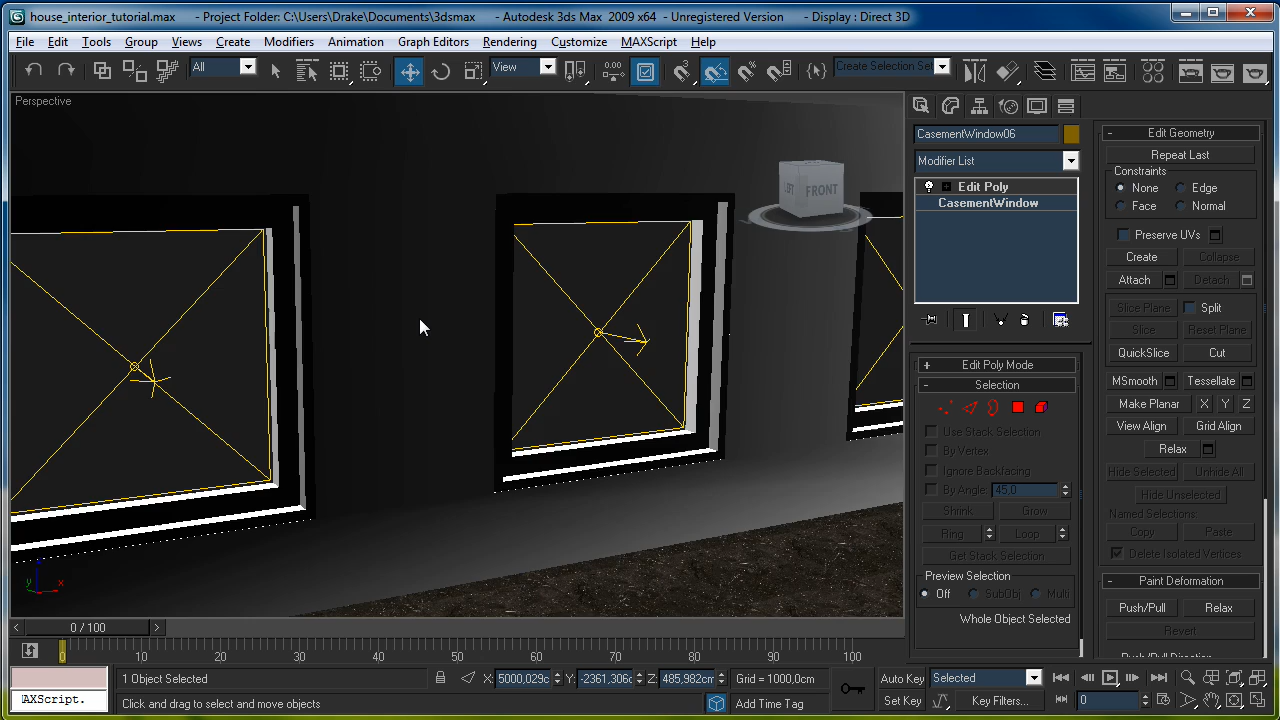 house_interior_tutorial.max - Project Folder: C:\Users\Drake\Documents\3dsmax - Autodesk 3ds Max 2009 x64 - Unregistered Version - Display : Direct 3D
File Edit Tools Group Views Create Modifiers Animation Graph Editors Rendering Customize MAXScript Help
All View Create Selection Set
Perspective
FRONT
CasementWindow06
Modifier List
Edit Poly
CasementWindow
Edit Poly Mode
Selection
Use Stack Selection
By Vertex
Ignore Backfacing
By Angle: 45,0
Shrink Grow
Ring Loop
Get Stack Selection
Preview Selection
Off SubObj Multi
Whole Object Selected
Edit Geometry
Repeat Last
Constraints
None Edge
Face Normal
Preserve UVs
Create Collapse
Attach Detach
Slice Plane Split
Slice Reset Plane
QuickSlice Cut
MSmooth Tessellate
Make Planar X Y Z
View Align Grid Align
Relax
Hide Selected Unhide All
Hide Unselected
Named Selections:
Copy Paste
Delete Isolated Vertices
Paint Deformation
Push/Pull Relax
Revert
z
y x
< 0 / 100 >
0 10 20 30 40 50 60 70 80 90 100
1 Object Selected X: 5000,029c Y: -2361,306c Z: 485,982cm Grid = 1000,0cm Auto Key Selected
AXScript. Click and drag to select and move objects Add Time Tag Set Key Key Filters... 0